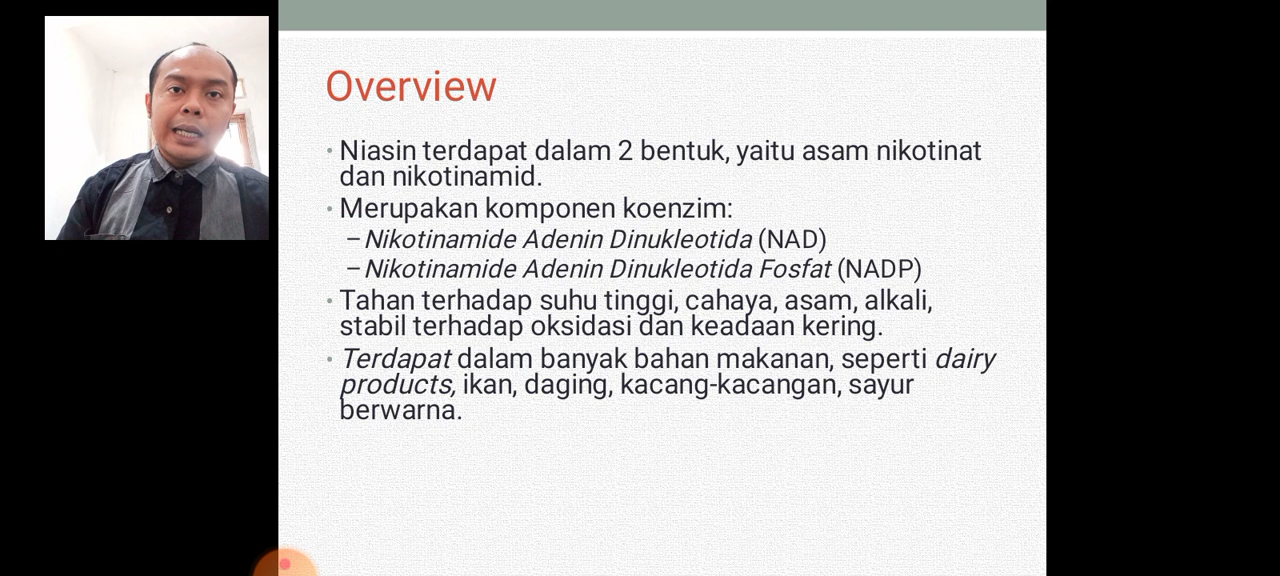 Overview
• Niasin terdapat dalam 2 bentuk, yaitu asam nikotinat
dan nikotinamid.
• Merupakan komponen koenzim:
– Nikotinamide Adenin Dinukleotida (NAD)
– Nikotinamide Adenin Dinukleotida Fosfat (NADP)
• Tahan terhadap suhu tinggi, cahaya, asam, alkali,
stabil terhadap oksidasi dan keadaan kering.
• Terdapat dalam banyak bahan makanan, seperti dairy
products, ikan, daging, kacang-kacangan, sayur
berwarna.